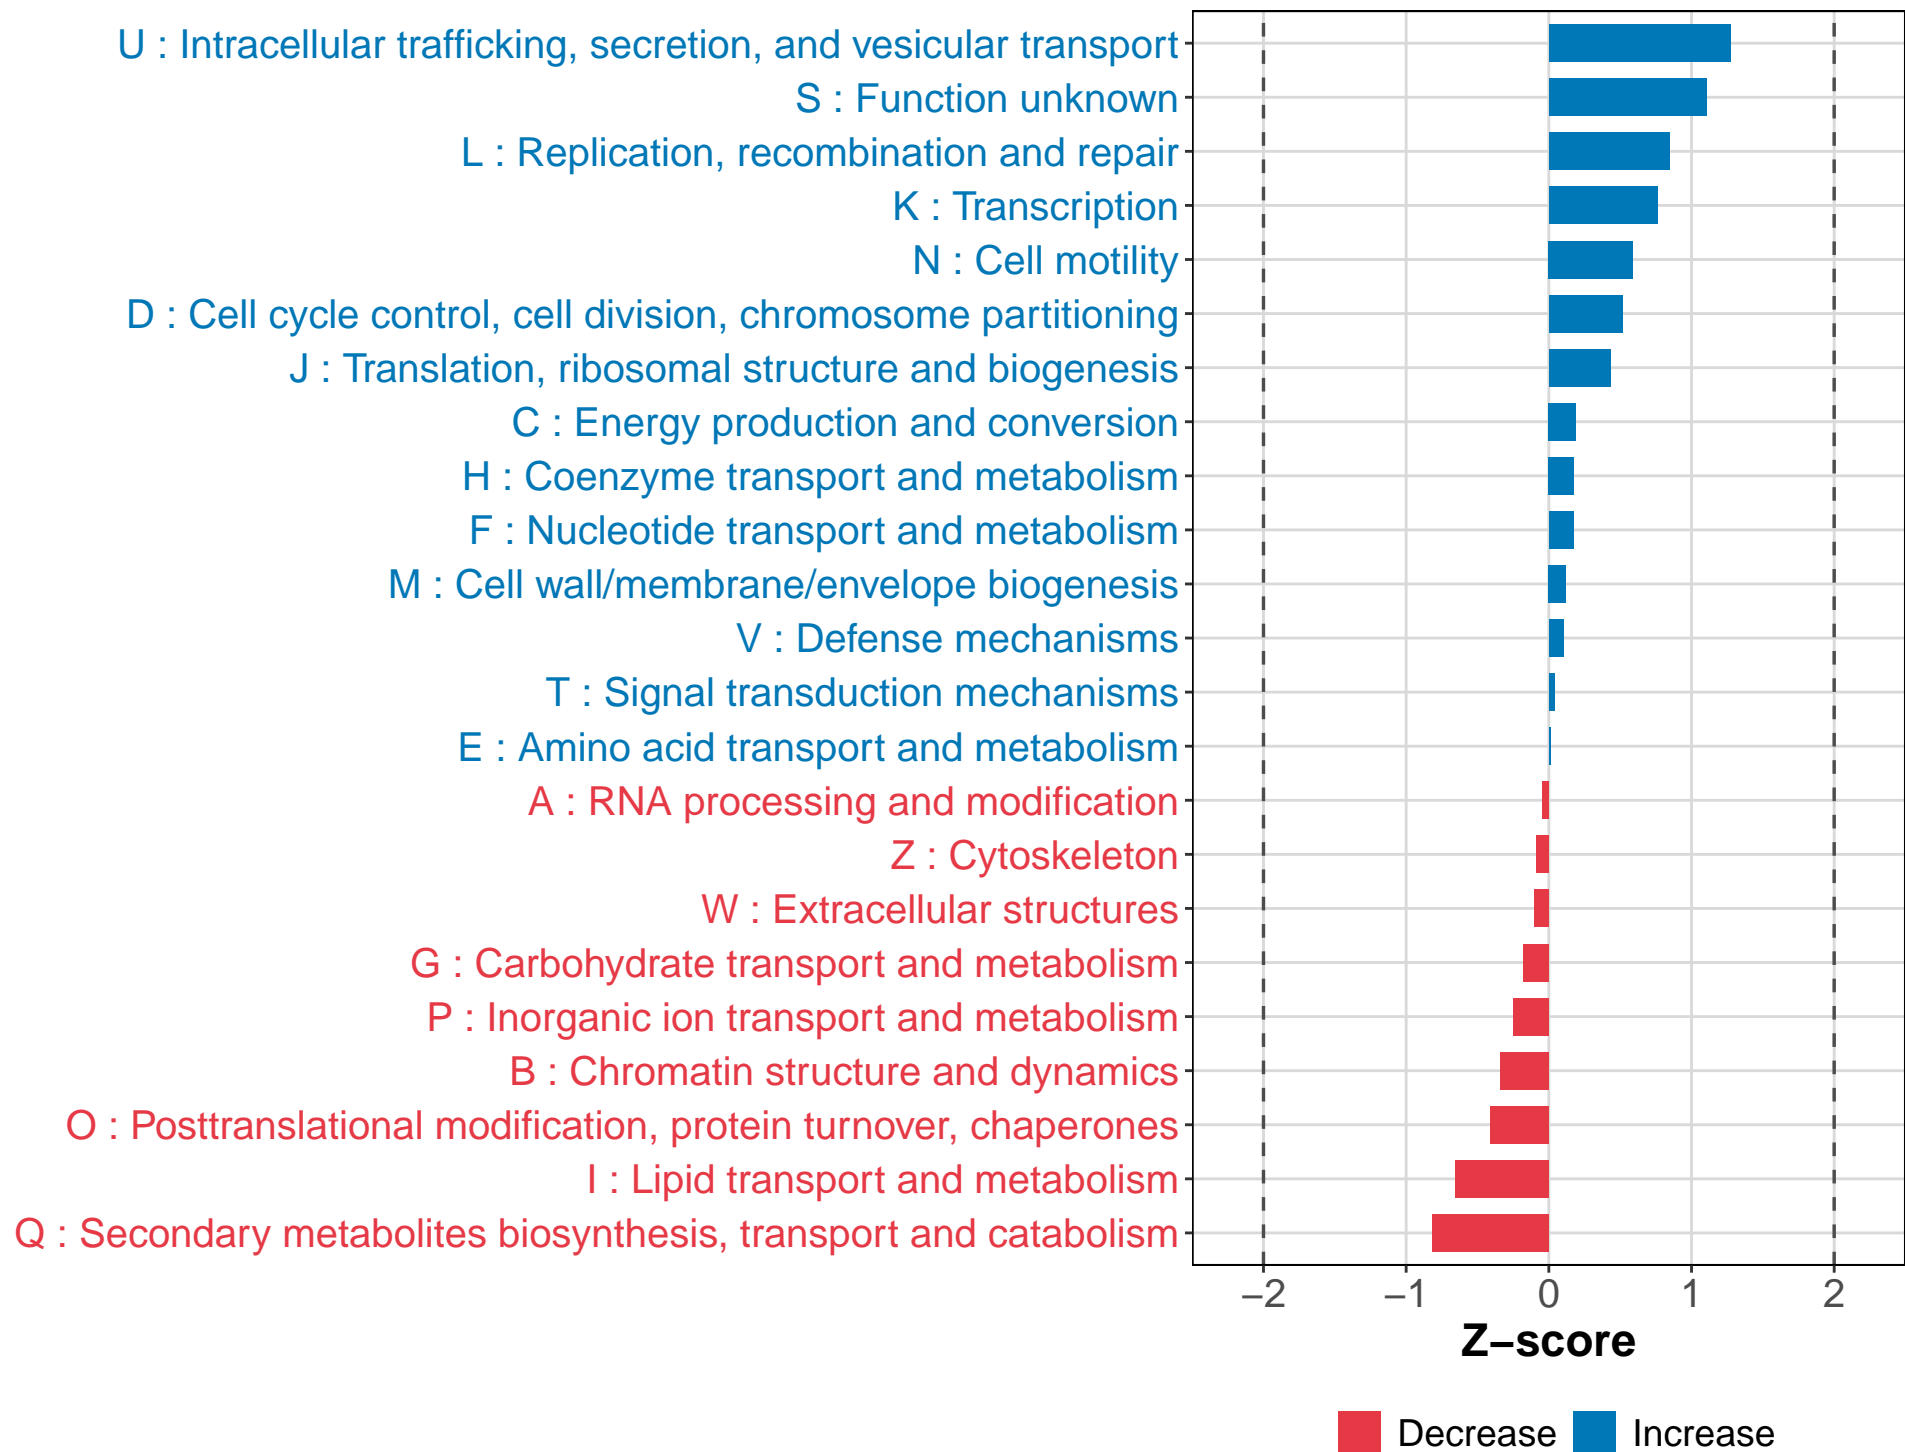 U : Intracellular trafficking, secretion, and vesicular transport
S : Function unknown
L : Replication, recombination and repair
K : Transcription
N : Cell motility
D : Cell cycle control, cell division, chromosome partitioning
J : Translation, ribosomal structure and biogenesis
C : Energy production and conversion
H : Coenzyme transport and metabolism
F : Nucleotide transport and metabolism
M : Cell wall/membrane/envelope biogenesis
V : Defense mechanisms
T : Signal transduction mechanisms
E : Amino acid transport and metabolism
A : RNA processing and modification
Z : Cytoskeleton
W : Extracellular structures
G : Carbohydrate transport and metabolism
P : Inorganic ion transport and metabolism
B : Chromatin structure and dynamics
O : Posttranslational modification, protein turnover, chaperones
I : Lipid transport and metabolism
Q : Secondary metabolites biosynthesis, transport and catabolism
−2 −1 0 1 2
Z−score
Decrease Increase